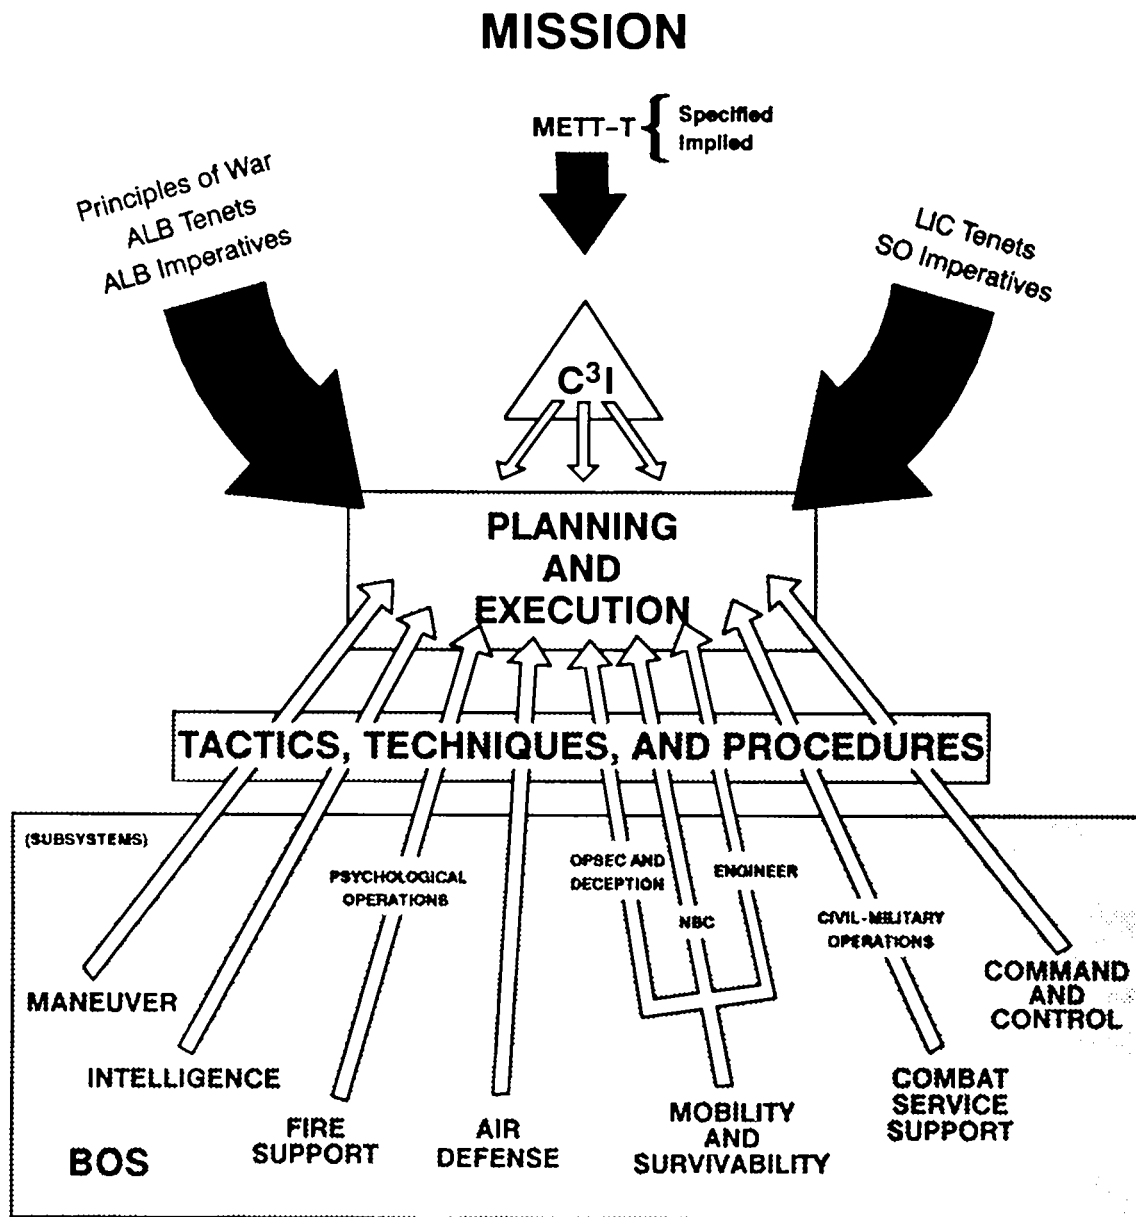 MISSION
METT-T { Specified
Implied
Principles of War
ALB Tenets
ALB Imperatives
LIC Tenets
SO Imperatives
C³I
PLANNING
AND
EXECUTION
TACTICS, TECHNIQUES, AND PROCEDURES
(SUBSYSTEMS)
PSYCHOLOGICAL
OPERATIONS
OPSEC AND
DECEPTION
ENGINEER
NBC
CIVIL-MILITARY
OPERATIONS
MANEUVER
INTELLIGENCE
FIRE
SUPPORT
AIR
DEFENSE
MOBILITY
AND
SURVIVABILITY
COMBAT
SERVICE
SUPPORT
COMMAND
AND
CONTROL
BOS